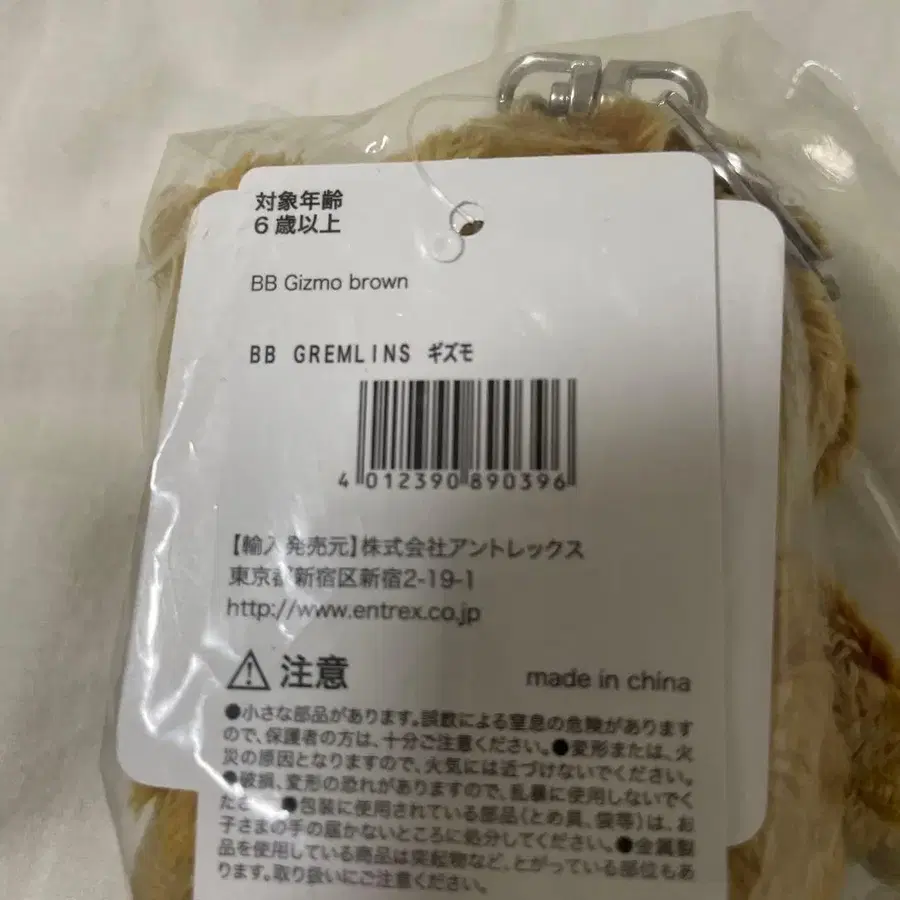 対象年齢
6歳以上
BB Gizmo brown
BB GREMLINS ギズモ
4 012390 890396
【輸入発売元】株式会社アントレックス
東京都新宿区新宿2-19-1
http://www.entrex.co.jp
注意
made in china
●小さな部品があります。誤飲による窒息の危険があります
ので、保護者の方は、十分ご注意ください。●変形または、火
災の原因となりますので、火気には近づけないでください。
●破損、変形の恐れがありますので、乱暴に使用しないでく
ださい。●包装に使用されている部品(とめ具、袋等)は、お
子さまの手の届かないところに処分してください。●金属製
品を使用している商品は突起物など、とがっている部位もあ
ります。取り扱いにご注意ください。